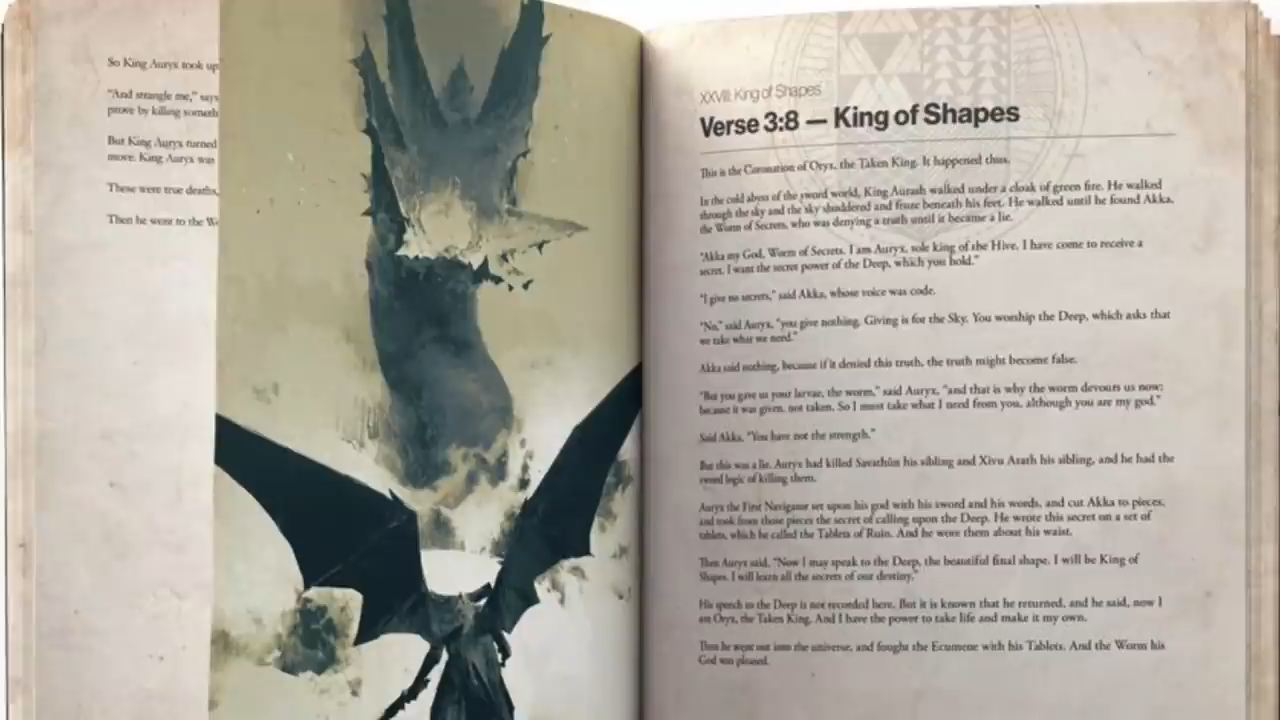 So King Auryx took up
"And strangle me," says
prove by killing someth
But King Auryx turned
move. King Auryx was
These were true deaths,
Then he went to the Wo
XXVIII: King of Shapes
Verse 3:8 — King of Shapes
This is the Coronation of Oryx, the Taken King. It happened thus.
In the cold abyss of the sword world, King Aurash walked under a cloak of green fire. He walked
through the sky and the sky shuddered and froze beneath his feet. He walked until he found Akka,
the Worm of Secrets, who was denying a truth until it became a lie.
"Akka my God, Worm of Secrets. I am Auryx, sole king of the Hive. I have come to receive a
secret. I want the secret power of the Deep, which you hold."
"I give no secrets," said Akka, whose voice was code.
"No," said Auryx, "you give nothing. Giving is for the Sky. You worship the Deep, which asks that
we take what we need."
Akka said nothing, because if it denied this truth, the truth might become false.
"But you gave us your larvae, the worm," said Auryx, "and that is why the worm devours us now:
because it was given, not taken. So I must take what I need from you, although you are my god."
Said Akka, "You have not the strength."
But this was a lie. Auryx had killed Savathûn his sibling and Xivu Arath his sibling, and he had the
sword logic of killing them.
Auryx the First Navigator set upon his god with his sword and his words, and cut Akka to pieces,
and took from those pieces the secret of calling upon the Deep. He wrote this secret on a set of
tablets, which he called the Tablets of Ruin. And he wore them about his waist.
Then Auryx said, "Now I may speak to the Deep, the beautiful final shape. I will be King of
Shapes. I will learn all the secrets of our destiny."
His speech to the Deep is not recorded here. But it is known that he returned, and he said, now I
am Oryx, the Taken King. And I have the power to take life and make it my own.
Then he went out into the universe, and fought the Ecumene with his Tablets. And the Worm his
God was pleased.